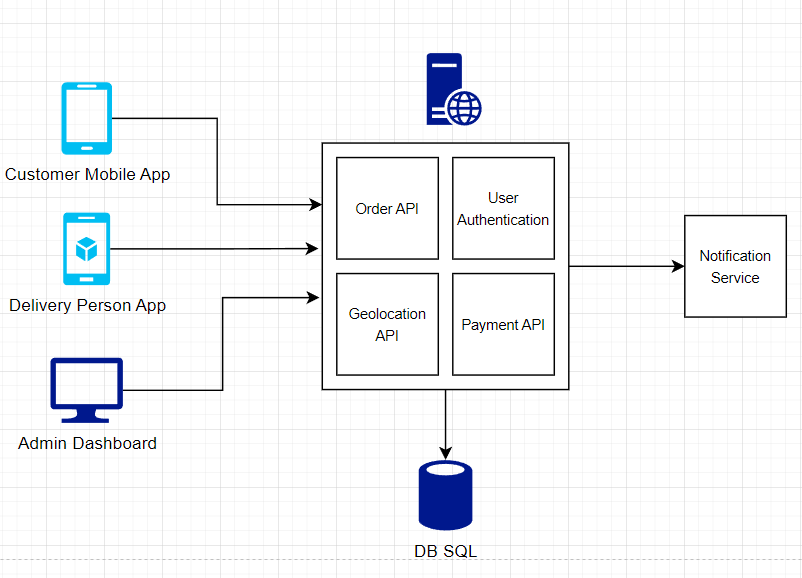 Customer Mobile App
Delivery Person App
Admin Dashboard
Order API
User
Authentication
Geolocation
API
Payment API
Notification
Service
DB SQL